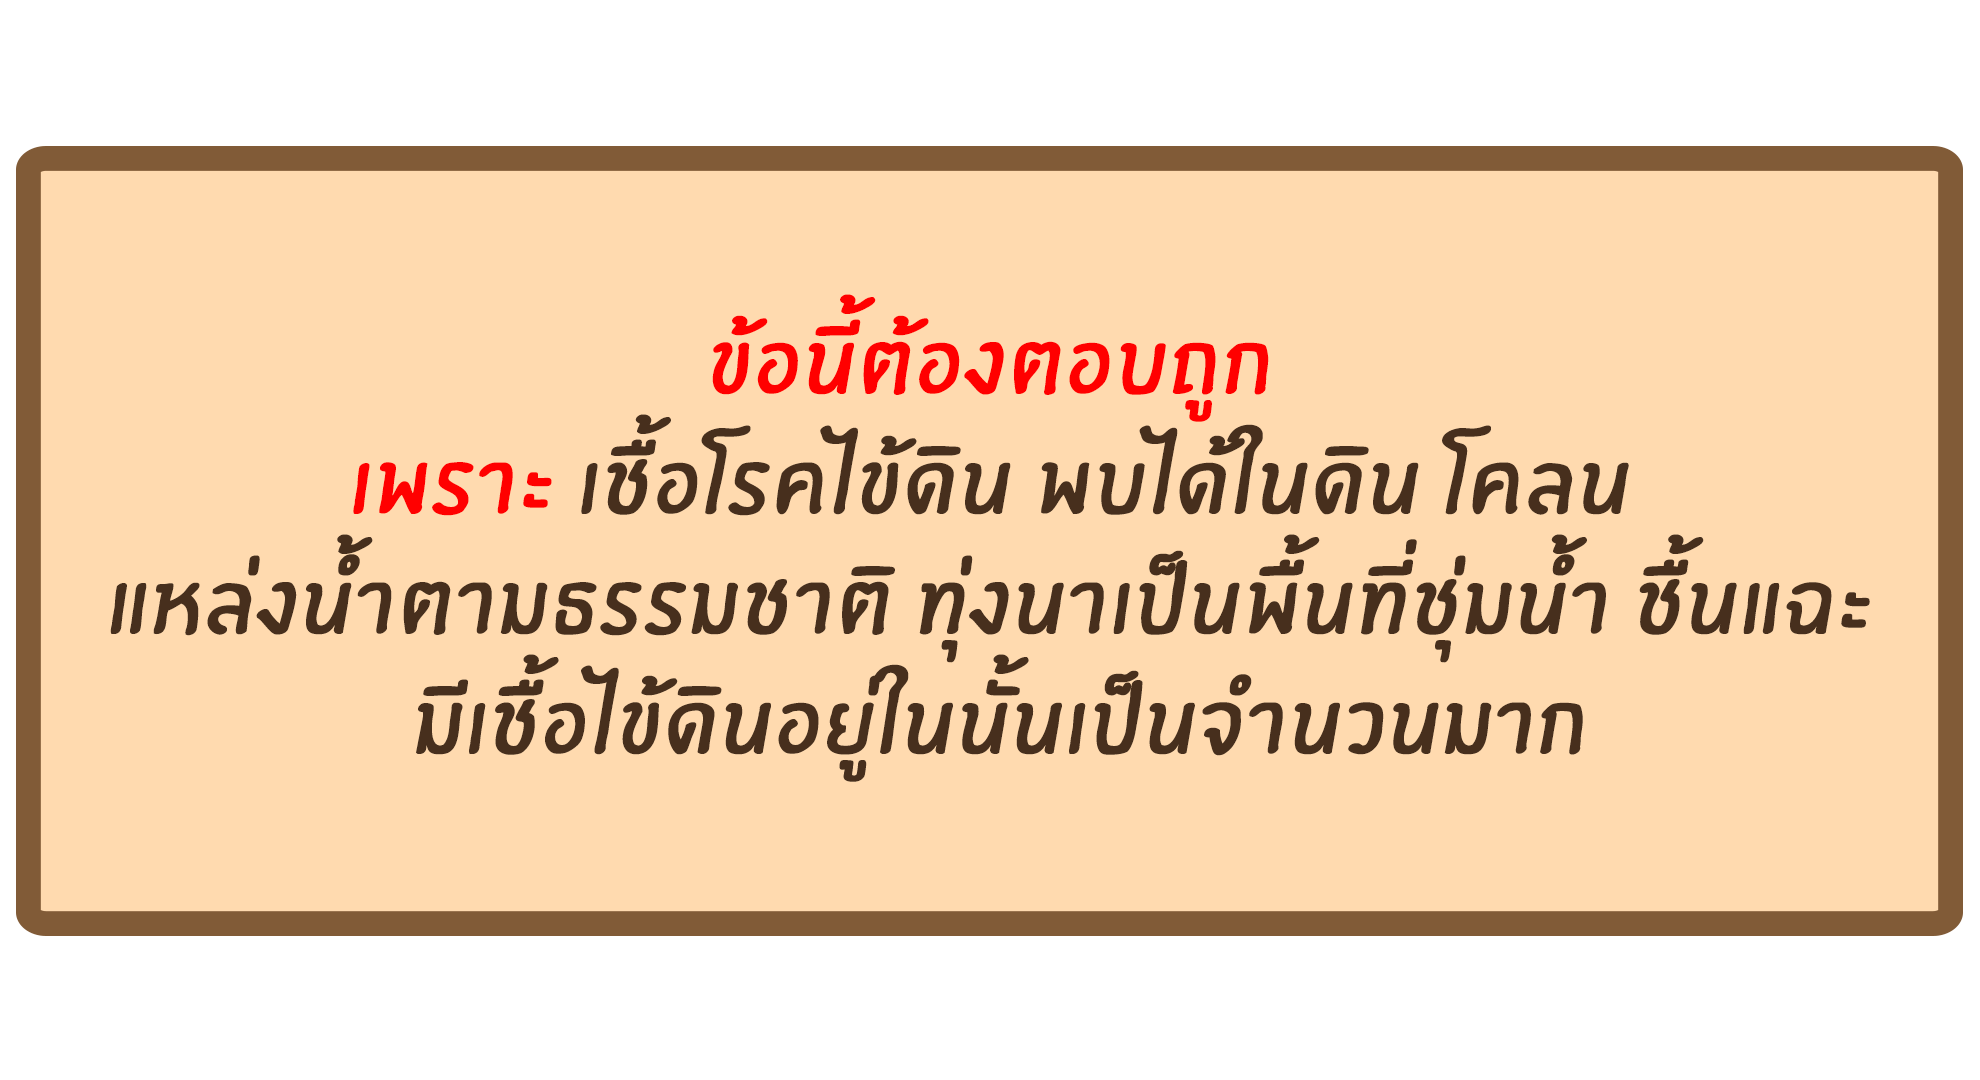 ข้อนี้ต้องตอบถูก
เพราะ เชื้อโรคไข้ดิน พบได้ในดิน โคลน
แหล่งน้ำตามธรรมชาติ ทุ่งนาเป็นพื้นที่ชุ่มน้ำ ชื้นแฉะ
มีเชื้อไข้ดินอยู่ในนั้นเป็นจำนวนมาก